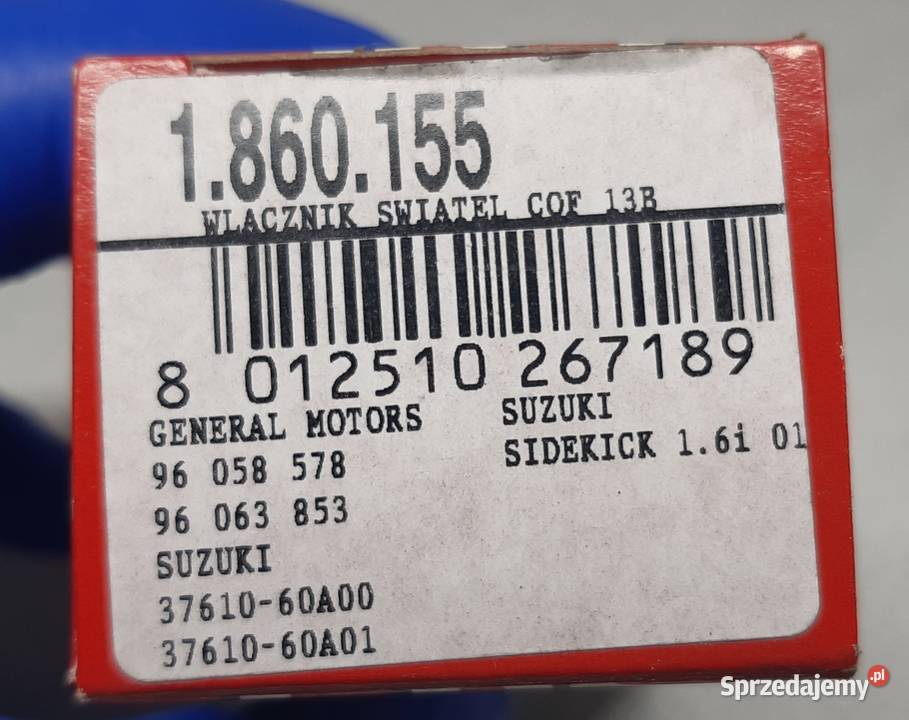 1.860.155
WLACZNIK SWIATEL COF 13B
8 012510 267189
GENERAL MOTORS
96 058 578
96 063 853
SUZUKI
37610-60A00
37610-60A01
SUZUKI
SIDEKICK 1.6i 01
Sprzedajemy.pl